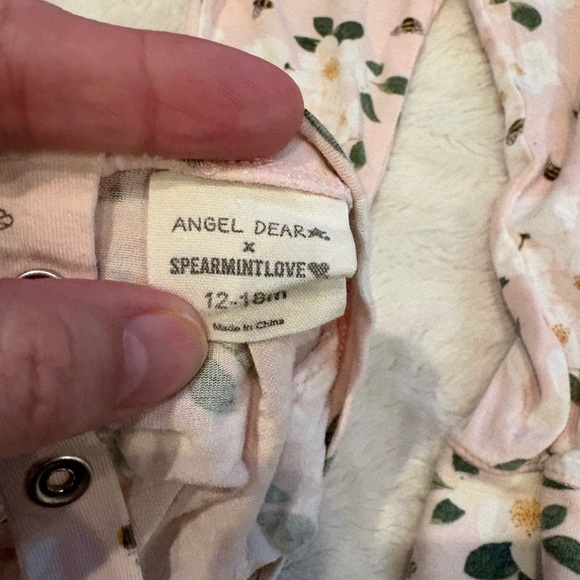 ANGEL DEAR
x
SPEARMINTLOVE
12-18m
Made in China